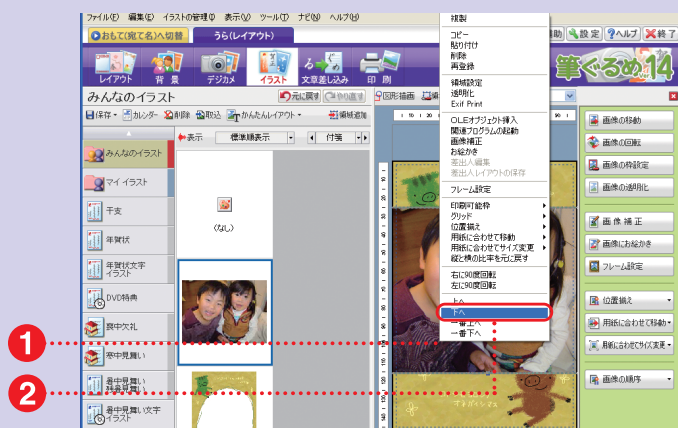 ファイル(F) 編集(E) イラストの管理(I) 表示(V) ツール(T) ナビ(N) ヘルプ(H)
おもて(宛て名)へ切替 うら(レイアウト)
助 設定 ?ヘルプ 終了
レイアウト 背景 デジカメ イラスト 文章差し込み 印刷
筆ぐるめ Ver. 14
みんなのイラスト
元に戻す やり直す 図形描画
保存 カレンダー 削除 取込 かんたんレイアウト 領域追加
表示 標準順表示 付箋
みんなのイラスト
マイ イラスト
干支
年賀状
年賀状文字
イラスト
DVD特典
喪中欠礼
寒中見舞い
暑中見舞い
残暑見舞い
暑中見舞い文字
イラスト
(なし)
複製
コピー
貼り付け
削除
再登録
領域設定
透明化
Exif Print
OLEオブジェクト挿入
関連プログラムの起動
画像補正
お絵かき
差出人編集
差出人レイアウトの保存
フレーム設定
印刷可能枠
グリッド
位置揃え
用紙に合わせて移動
用紙に合わせてサイズ変更
縦と横の比率を元に戻す
右に90度回転
左に90度回転
上へ
下へ
一番上へ
一番下へ
画像の移動
画像の回転
画像の枠設定
画像の透明化
画像補正
画像にお絵かき
フレーム設定
位置揃え
用紙に合わせて移動
用紙に合わせてサイズ変更
画像の順序
1
2